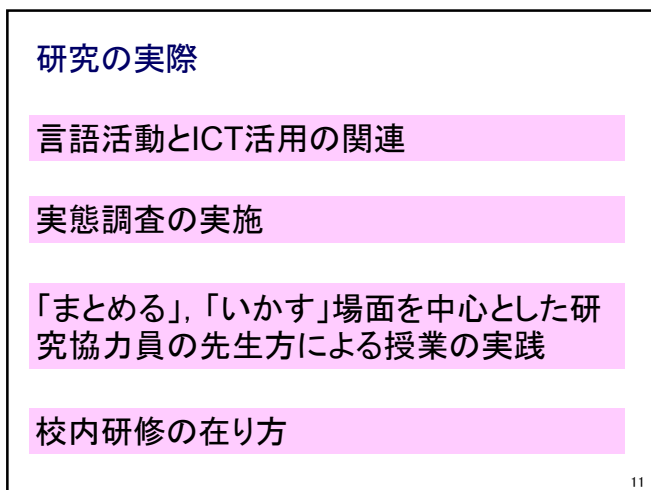 研究の実際
言語活動とICT活用の関連
実態調査の実施
「まとめる」,「いかす」場面を中心とした研
究協力員の先生方による授業の実践
校内研修の在り方
11